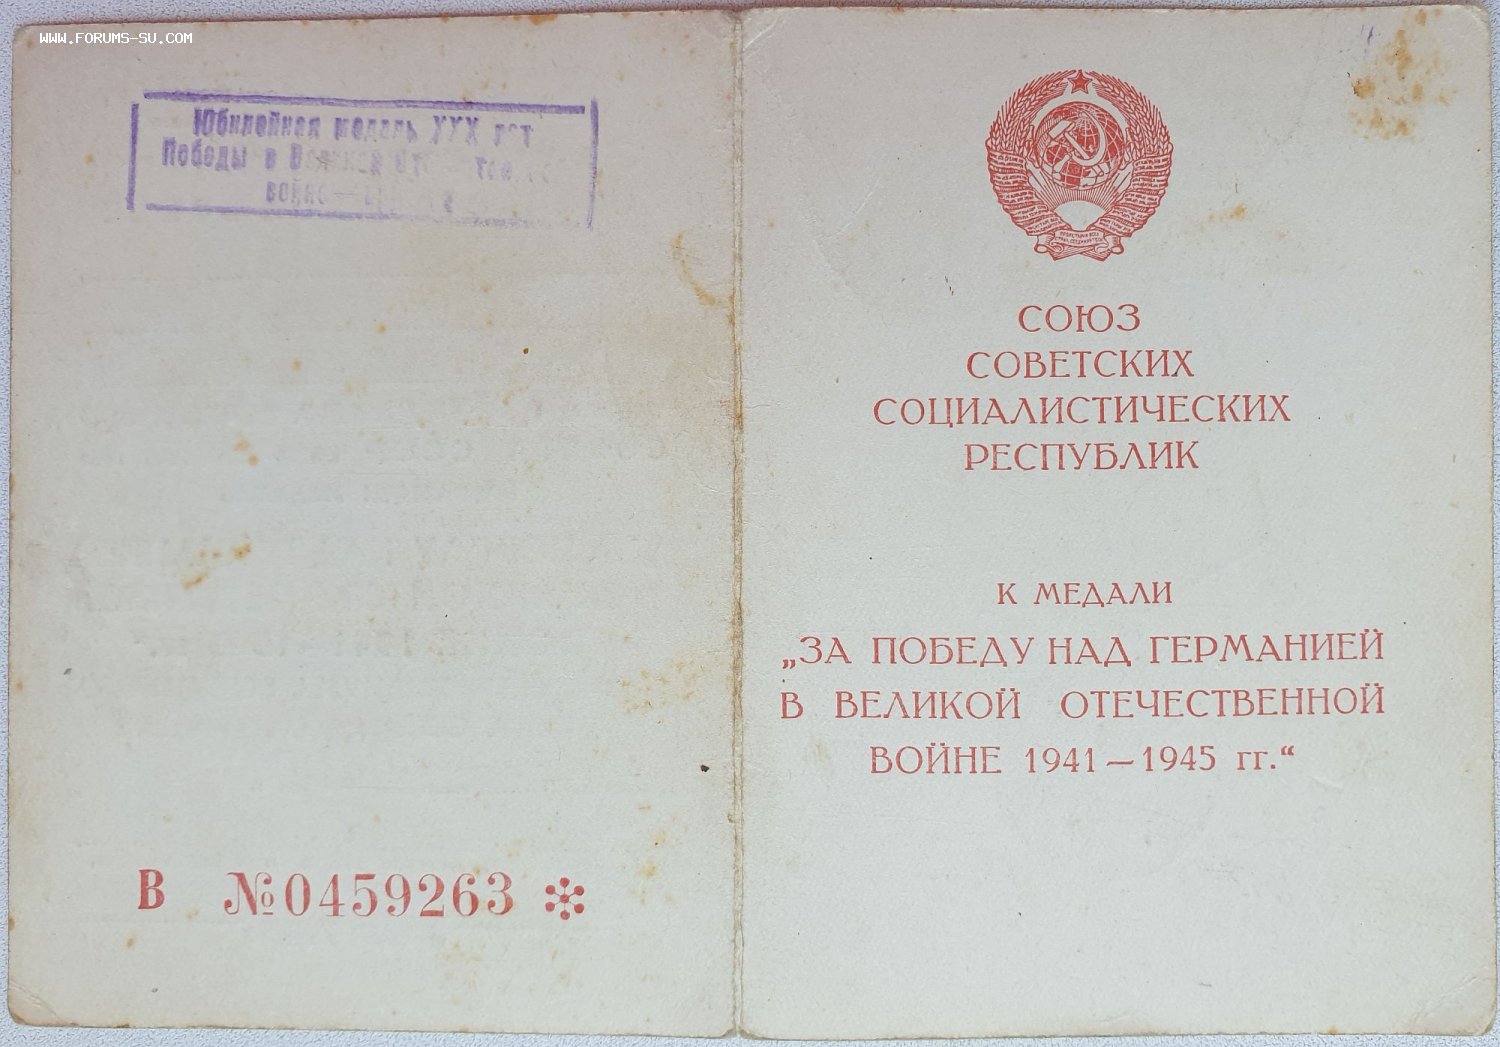 WWW.FORUMS-SU.COM
Юбилейная медаль XXX лет
Победы в
войне —
В №0459263
СОЮЗ
СОВЕТСКИХ
СОЦИАЛИСТИЧЕСКИХ
РЕСПУБЛИК
К МЕДАЛИ
„ЗА ПОБЕДУ НАД ГЕРМАНИЕЙ
В ВЕЛИКОЙ ОТЕЧЕСТВЕННОЙ
ВОЙНЕ 1941—1945 гг.“